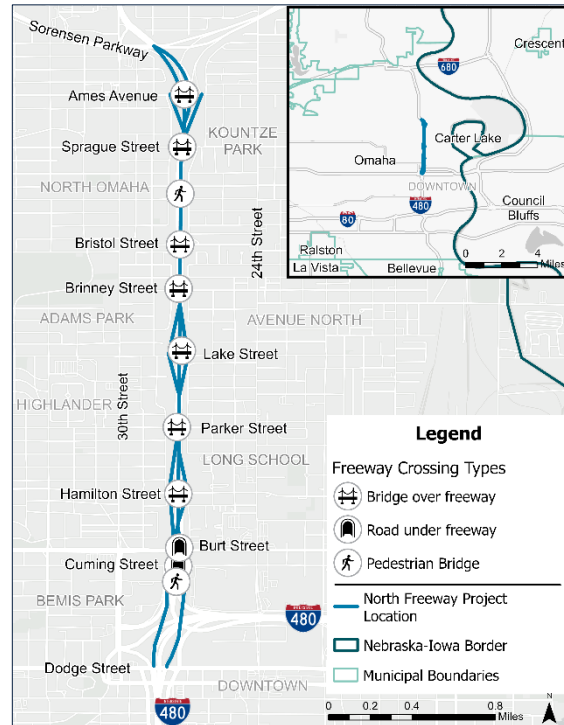 Sorensen Parkway
Ames Avenue
KOUNTZE
PARK
Sprague Street
NORTH OMAHA
Bristol Street
24th Street
Brinney Street
ADAMS PARK
AVENUE NORTH
Lake Street
HIGHLANDER
30th Street
Parker Street
LONG SCHOOL
Hamilton Street
Burt Street
Cuming Street
BEMIS PARK
480
Dodge Street
DOWNTOWN
480
Crescent
680
Carter Lake
Omaha
DOWNTOWN
480
Council
Bluffs
80
Ralston
La Vista
Bellevue
0 2 4
Miles
Legend
Freeway Crossing Types
Bridge over freeway
Road under freeway
Pedestrian Bridge
North Freeway Project
Location
Nebraska-Iowa Border
Municipal Boundaries
0 0.2 0.4 0.8
Miles
N